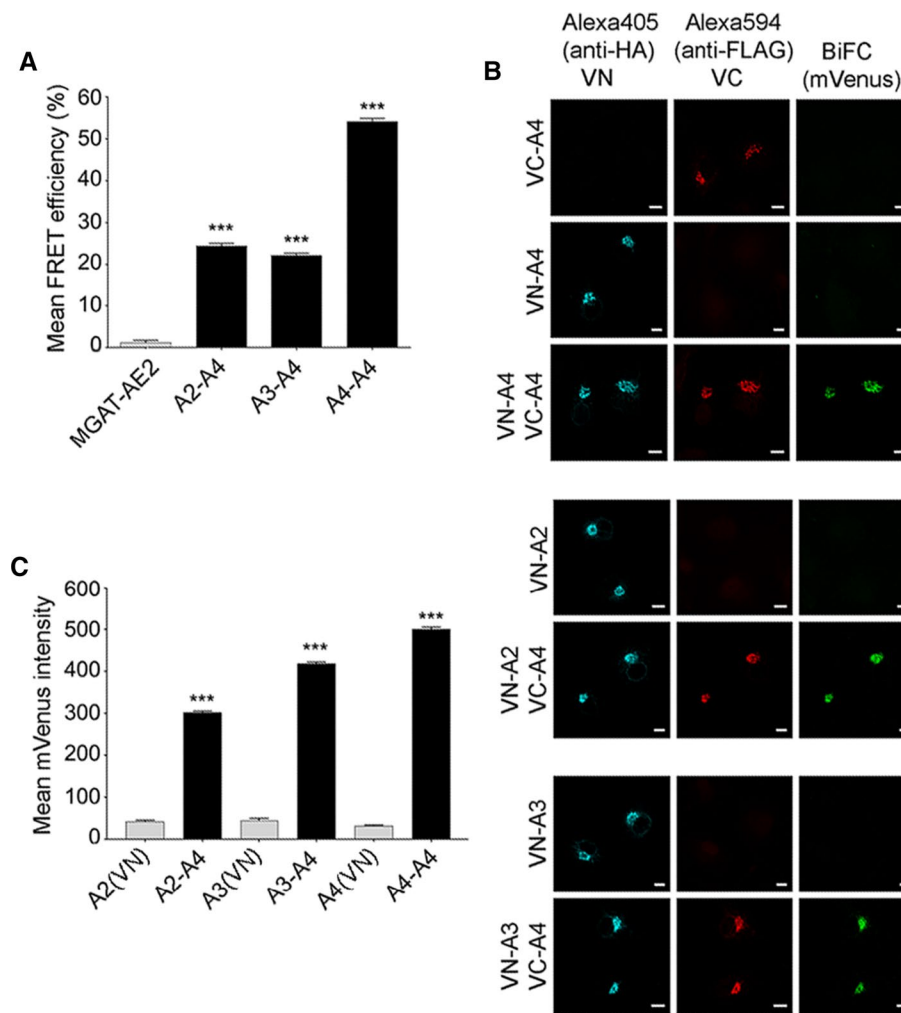 A
Mean FRET efficiency (%)
60
50
40
30
20
10
0
***
***
***
MGAT-AE2
A2-A4
A3-A4
A4-A4
B
Alexa405
(anti-HA)
VN
Alexa594
(anti-FLAG)
VC
BiFC
(mVenus)
VC-A4
VN-A4
VN-A4
VC-A4
VN-A2
VN-A2
VC-A4
VN-A3
VN-A3
VC-A4
C
Mean mVenus intensity
600
500
400
300
200
100
0
***
***
***
A2(VN)
A2-A4
A3(VN)
A3-A4
A4(VN)
A4-A4